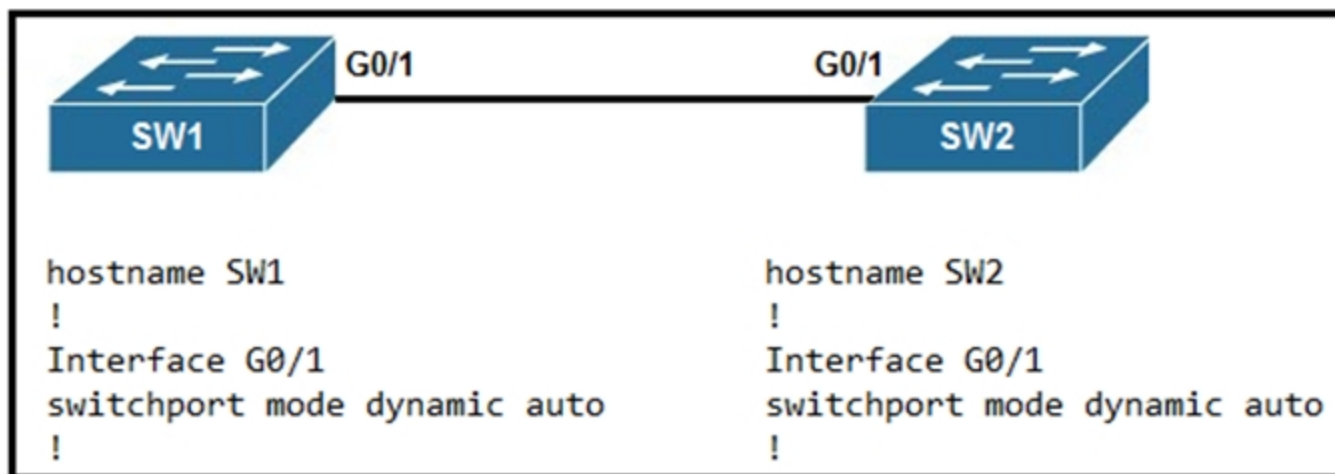 G0/1 G0/1
SW1 SW2
hostname SW1
!
Interface G0/1
switchport mode dynamic auto
!
hostname SW2
!
Interface G0/1
switchport mode dynamic auto
!